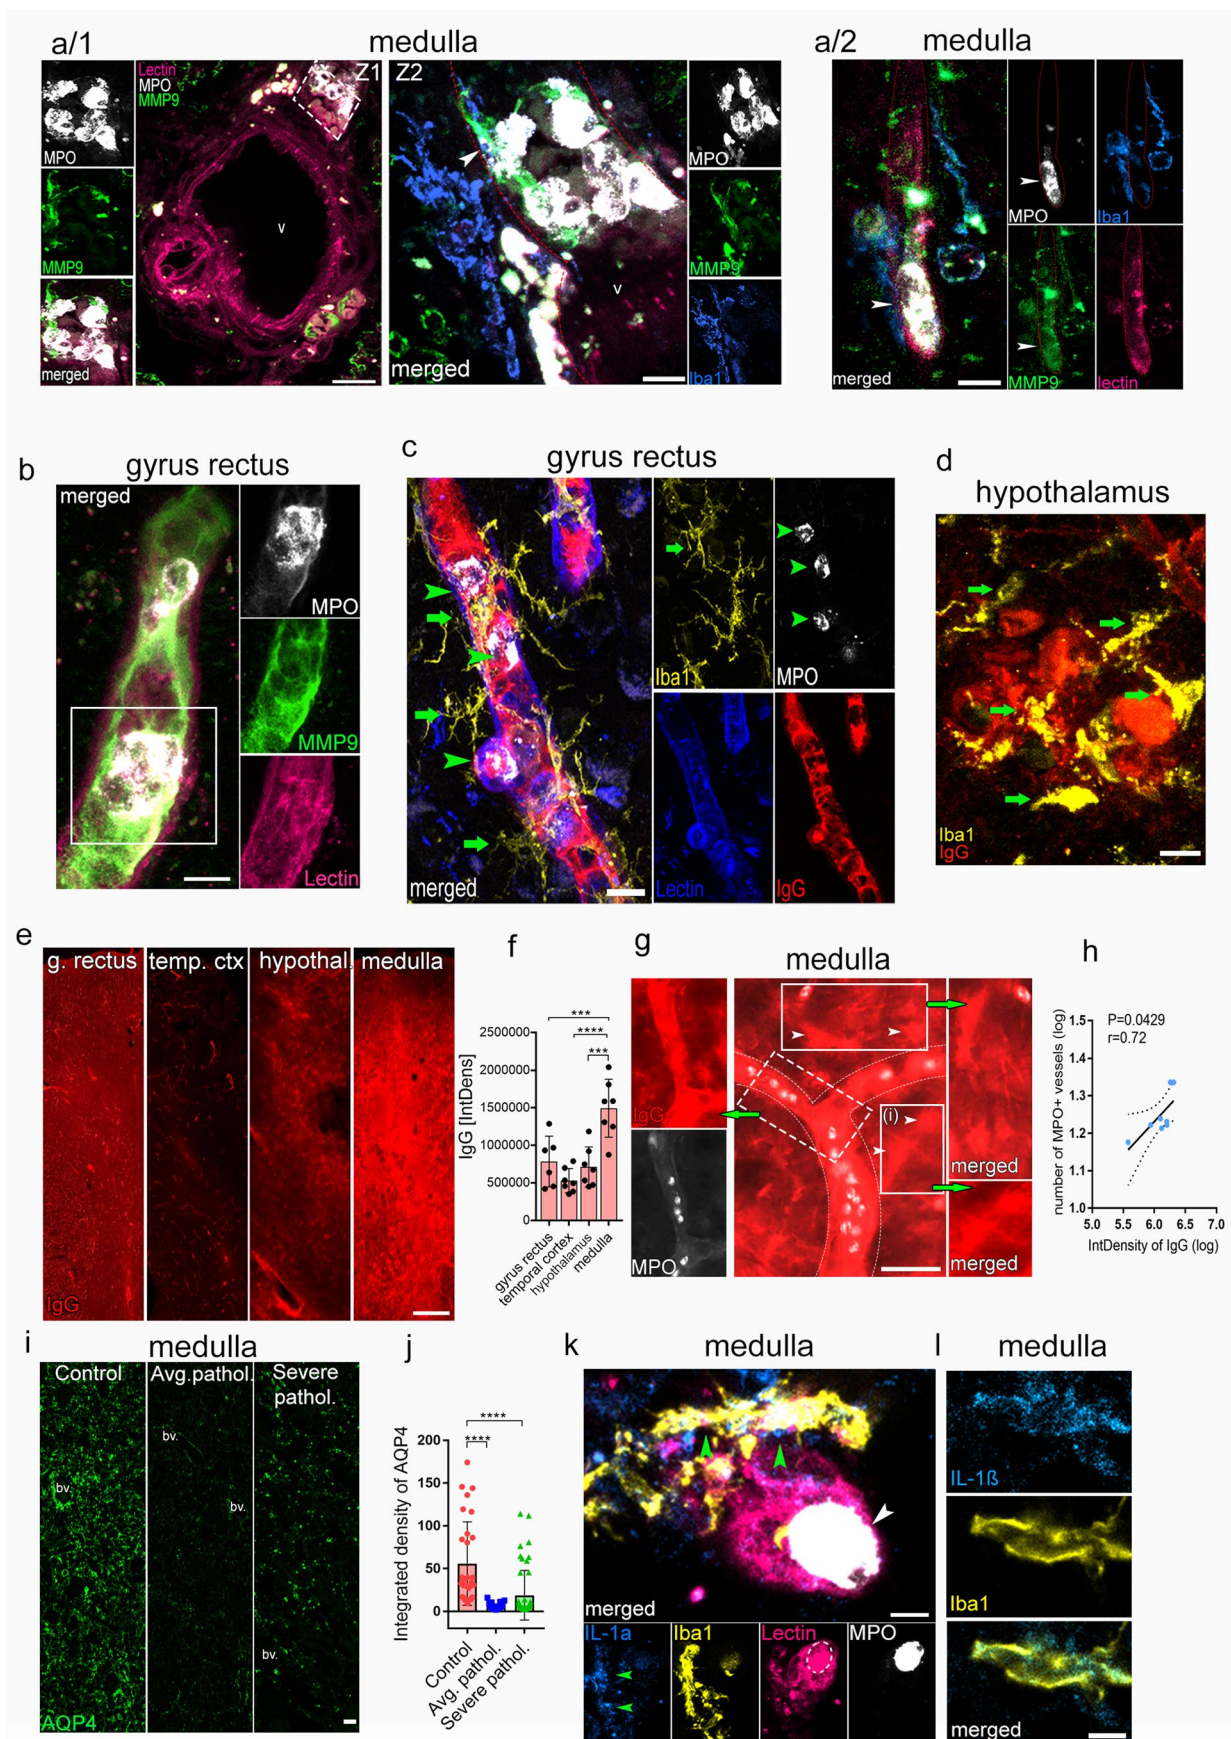 a/1
medulla
Lectin
MPO
MMP9
Z1
Z2
MPO
MMP9
merged
v
v
merged
MPO
MMP9
Iba1
a/2
medulla
merged
MPO
Iba1
MMP9
lectin
b
gyrus rectus
merged
MPO
MMP9
Lectin
c
gyrus rectus
merged
Iba1
MPO
Lectin
IgG
d
hypothalamus
Iba1
IgG
e
g. rectus
temp. ctx
hypothal.
medulla
IgG
f
IgG [IntDens]
2500000
2000000
1500000
1000000
500000
0
***
****
***
gyrus rectus
temporal cortex
hypothalamus
medulla
g
medulla
IgG
MPO
(i)
merged
merged
h
P=0.0429
r=0.72
number of MPO+ vessels (log)
1.5
1.4
1.3
1.2
1.1
1.0
5.0 5.5 6.0 6.5 7.0
IntDensity of IgG (log)
i
medulla
Control
Avg.pathol.
Severe
pathol.
bv.
bv.
bv.
bv.
AQP4
j
Integrated density of AQP4
200
150
100
50
0
****
****
Control
Avg. pathol.
Severe pathol.
k
medulla
merged
IL-1a
Iba1
Lectin
MPO
l
medulla
IL-1ß
Iba1
merged